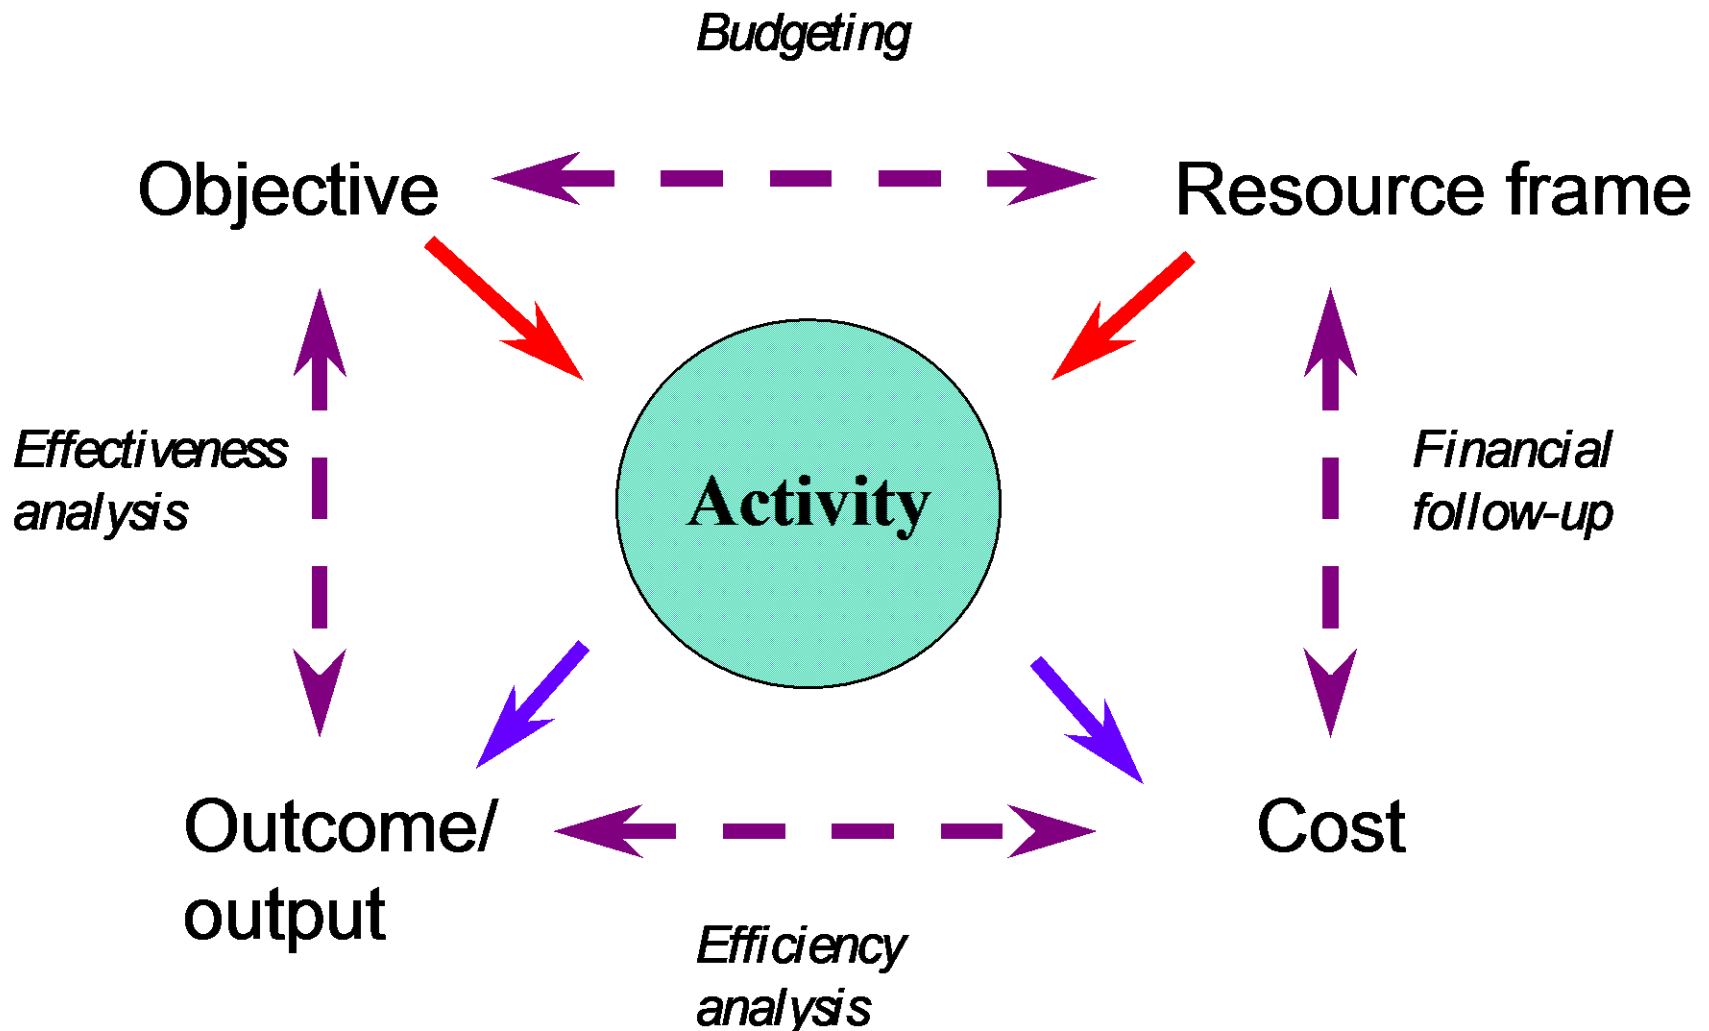 Budgeting
Objective
Resource frame
Effectiveness
analysis
Activity
Financial
follow-up
Outcome/
output
Cost
Efficiency
analysis